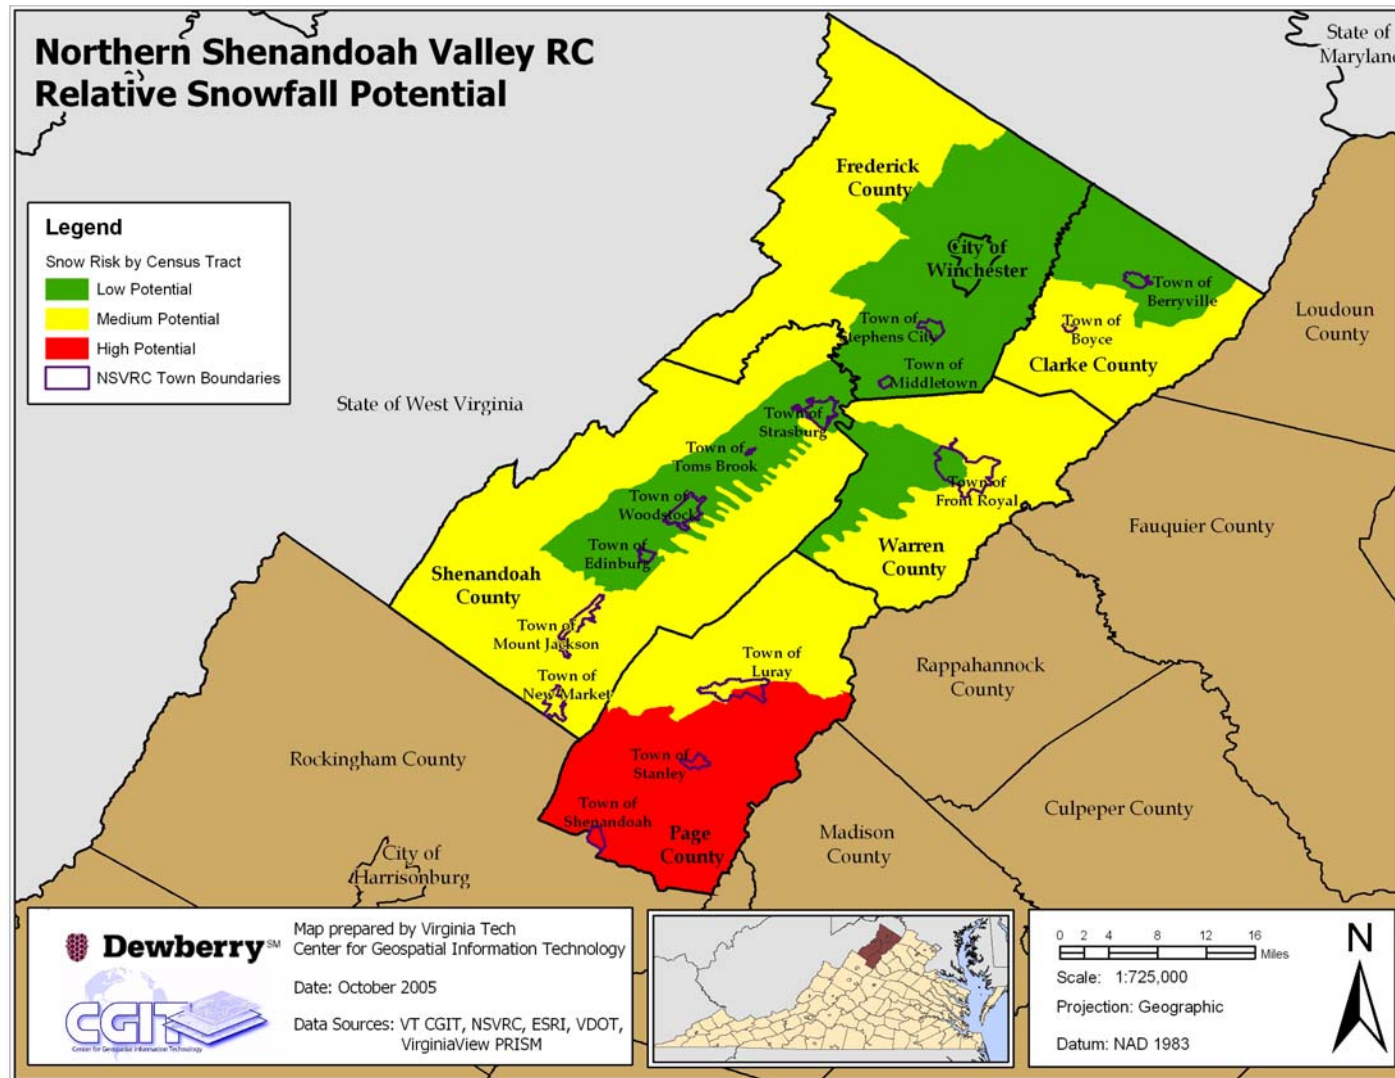 Northern Shenandoah Valley RC
Relative Snowfall Potential
State of
Maryland
Legend
Snow Risk by Census Tract
Low Potential
Medium Potential
High Potential
NSVRC Town Boundaries
Frederick
County
City of
Winchester
Town of
Berryville
Town of
Boyce
Clarke County
Loudoun
County
Town of
Stephens City
Town of
Middletown
State of West Virginia
Town of
Strasburg
Town of
Toms Brook
Town of
Woodstock
Town of
Edinburg
Town of
Front Royal
Fauquier County
Warren
County
Shenandoah
County
Town of
Mount Jackson
Town of
New Market
Town of
Luray
Rappahannock
County
Rockingham County
Town of
Stanley
Town of
Shenandoah
Page
County
Culpeper County
Madison
County
City of
Harrisonburg
Dewberry SM
CGIT
Center for Geospatial Information Technology
Map prepared by Virginia Tech
Center for Geospatial Information Technology
Date: October 2005
Data Sources: VT CGIT, NSVRC, ESRI, VDOT,
VirginiaView PRISM
0 2 4 8 12 16
Miles
Scale: 1:725,000
Projection: Geographic
Datum: NAD 1983
N